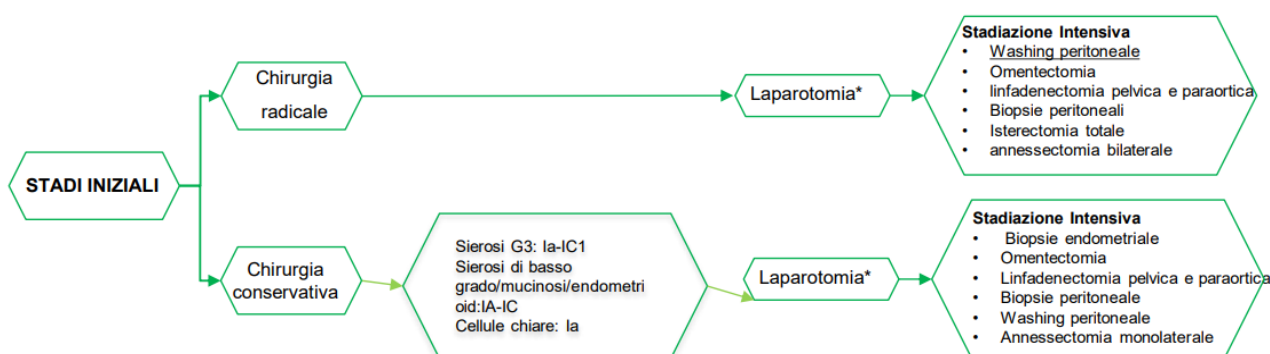 STADI INIZIALI
Chirurgia
radicale
Laparotomia*
Stadiazione Intensiva
• Washing peritoneale
• Omentectomia
• linfadenectomia pelvica e paraortica
• Biopsie peritoneali
• Isterectomia totale
• annessectomia bilaterale
Chirurgia
conservativa
Sierosi G3: Ia-IC1
Sierosi di basso
grado/mucinosi/endometri
oid:IA-IC
Cellule chiare: Ia
Laparotomia*
Stadiazione Intensiva
• Biopsie endometriale
• Omentectomia
• Linfadenectomia pelvica e paraortica
• Biopsie peritoneale
• Washing peritoneale
• Annessectomia monolaterale